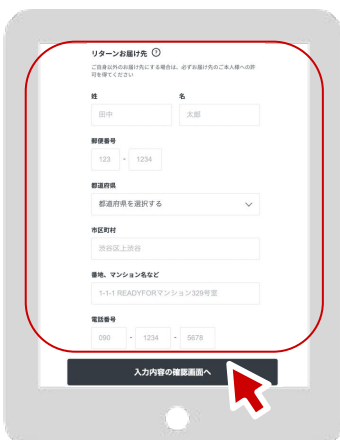 リターンお届け先 ?
ご自身以外のお届け先にする場合は、必ずお届け先のご本人様への許
可を得てください
姓 名
田中 太郎
郵便番号
123 - 1234
都道府県
都道府県を選択する
市区町村
渋谷区上渋谷
番地、マンション名など
1-1-1 READYFORマンション329号室
電話番号
090 - 1234 - 5678
入力内容の確認画面へ